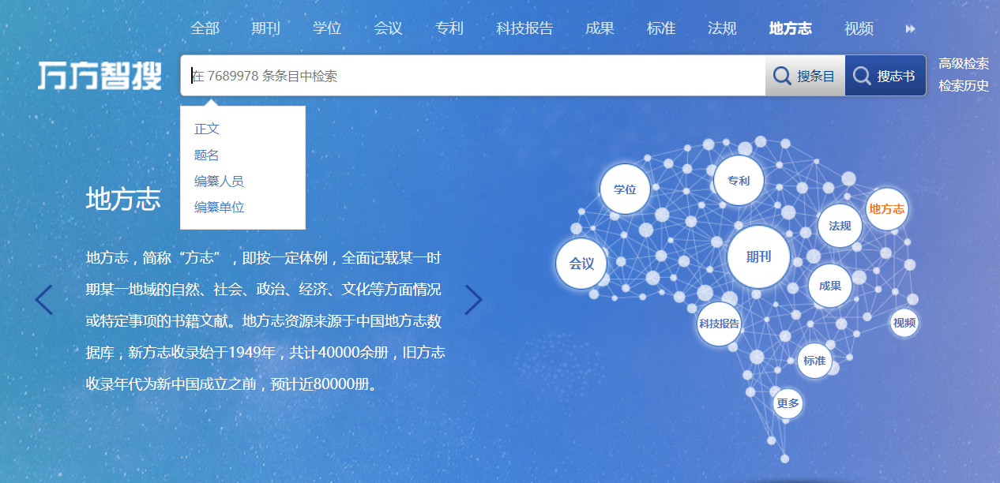 全部 期刊 学位 会议 专利 科技报告 成果 标准 法规 地方志 视频
万方智搜
在 7689978 条条目中检索
搜条目
搜志书
高级检索
检索历史
正文
题名
编纂人员
编纂单位
地方志
地方志，简称“方志”，即按一定体例，全面记载某一时
期某一地域的自然、社会、政治、经济、文化等方面情况
或特定事项的书籍文献。地方志资源来源于中国地方志数
据库，新方志收录始于1949年，共计40000余册，旧方志
收录年代为新中国成立之前，预计近80000册。
学位
专利
地方志
法规
期刊
会议
成果
科技报告
视频
标准
更多